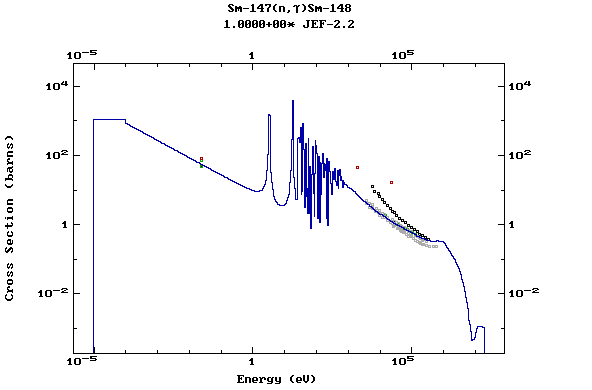 Sm-147(n,γ)Sm-148
1.0000+00* JEF-2.2
10⁻⁵ 1 10⁵
10⁴ 10⁴
10² 10²
1 1
10⁻² 10⁻²
10⁻⁵ 1 10⁵
Energy (eV)
Cross Section (barns)